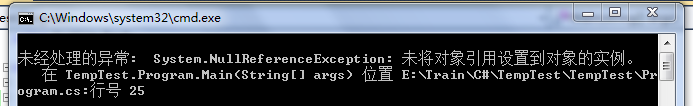 C:\Windows\system32\cmd.exe
未经处理的异常:  System.NullReferenceException: 未将对象引用设置到对象的实例。
   在 TempTest.Program.Main(String[] args) 位置 E:\Train\C#\TempTest\TempTest\Pr
ogram.cs:行号 25